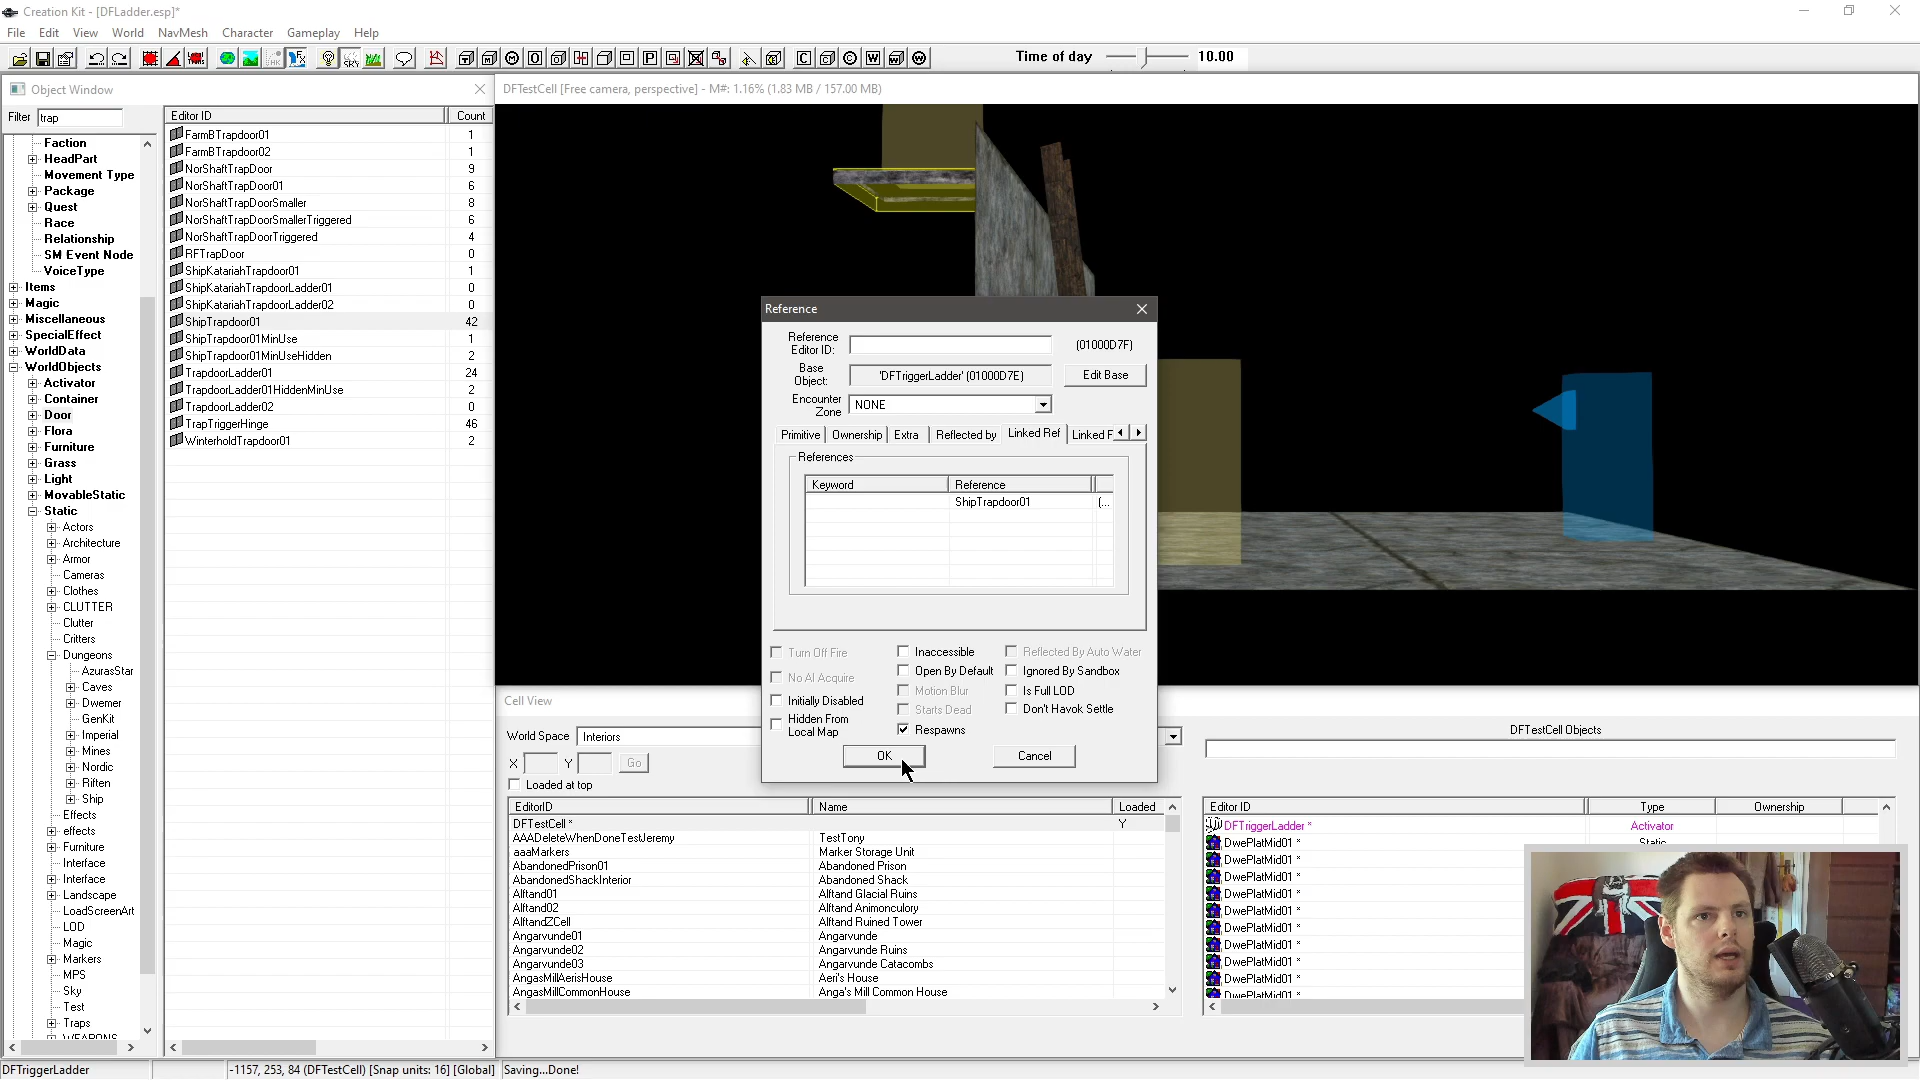 Creation Kit - [DFLadder.esp]*
File Edit View World NavMesh Character Gameplay Help
Time of day 10.00
Object Window
Filter trap
Faction
HeadPart
Movement Type
Package
Quest
Race
Relationship
SM Event Node
VoiceType
Items
Magic
Miscellaneous
SpecialEffect
WorldData
WorldObjects
Activator
Container
Door
Flora
Furniture
Grass
Light
MovableStatic
Static
Actors
Architecture
Armor
Cameras
Clothes
CLUTTER
Clutter
Critters
Dungeons
AzurasStar
Caves
Dwemer
GenKit
Imperial
Mines
Nordic
Riften
Ship
Effects
effects
Furniture
Interface
Interface
Landscape
LoadScreenArt
LOD
Magic
Markers
MPS
Sky
Test
Traps
WEAPONS
Editor ID Count
FarmBTrapdoor01 1
FarmBTrapdoor02 1
NorShaftTrapDoor 9
NorShaftTrapDoor01 6
NorShaftTrapDoorSmaller 8
NorShaftTrapDoorSmallerTriggered 6
NorShaftTrapDoorTriggered 4
RFTrapDoor 0
ShipKatariahTrapdoor01 1
ShipKatariahTrapdoorLadder01 0
ShipKatariahTrapdoorLadder02 0
ShipTrapdoor01 42
ShipTrapdoor01MinUse 1
ShipTrapdoor01MinUseHidden 2
TrapdoorLadder01 24
TrapdoorLadder01HiddenMinUse 2
TrapdoorLadder02 0
TrapTriggerHinge 46
WinterholdTrapdoor01 2
DFTestCell [Free camera, perspective] - M#: 1.16% (1.83 MB / 157.00 MB)
Reference
Reference Editor ID: (01000D7F)
Base Object: 'DFTriggerLadder' (01000D7E) Edit Base
Encounter Zone NONE
Primitive Ownership Extra Reflected by Linked Ref Linked F
References
Keyword Reference
ShipTrapdoor01 (...
Turn Off Fire
No AI Acquire
Initially Disabled
Hidden From Local Map
Inaccessible
Open By Default
Motion Blur
Starts Dead
Respawns
Reflected By Auto Water
Ignored By Sandbox
Is Full LOD
Don't Havok Settle
OK Cancel
Cell View
World Space Interiors
X Y Go
Loaded at top
EditorID Name Loaded
DFTestCell * Y
AAADeleteWhenDoneTestJeremy TestTony
aaaMarkers Marker Storage Unit
AbandonedPrison01 Abandoned Prison
AbandonedShackInterior Abandoned Shack
Alftand01 Alftand Glacial Ruins
Alftand02 Alftand Animonculory
AlftandZCell Alftand Ruined Tower
Angarvunde01 Angarvunde
Angarvunde02 Angarvunde Ruins
Angarvunde03 Angarvunde Catacombs
AngasMillAerisHouse Aeri's House
AngasMillCommonHouse Anga's Mill Common House
DFTestCell Objects
Editor ID Type Ownership
DFTriggerLadder * Activator
DwePlatMid01 * Static
DwePlatMid01 *
DwePlatMid01 *
DwePlatMid01 *
DwePlatMid01 *
DwePlatMid01 *
DwePlatMid01 *
DwePlatMid01 *
DwePlatMid01 *
DwePlatMid01 *
DFTriggerLadder -1157, 253, 84 (DFTestCell) [Snap units: 16] [Global] Saving...Done!